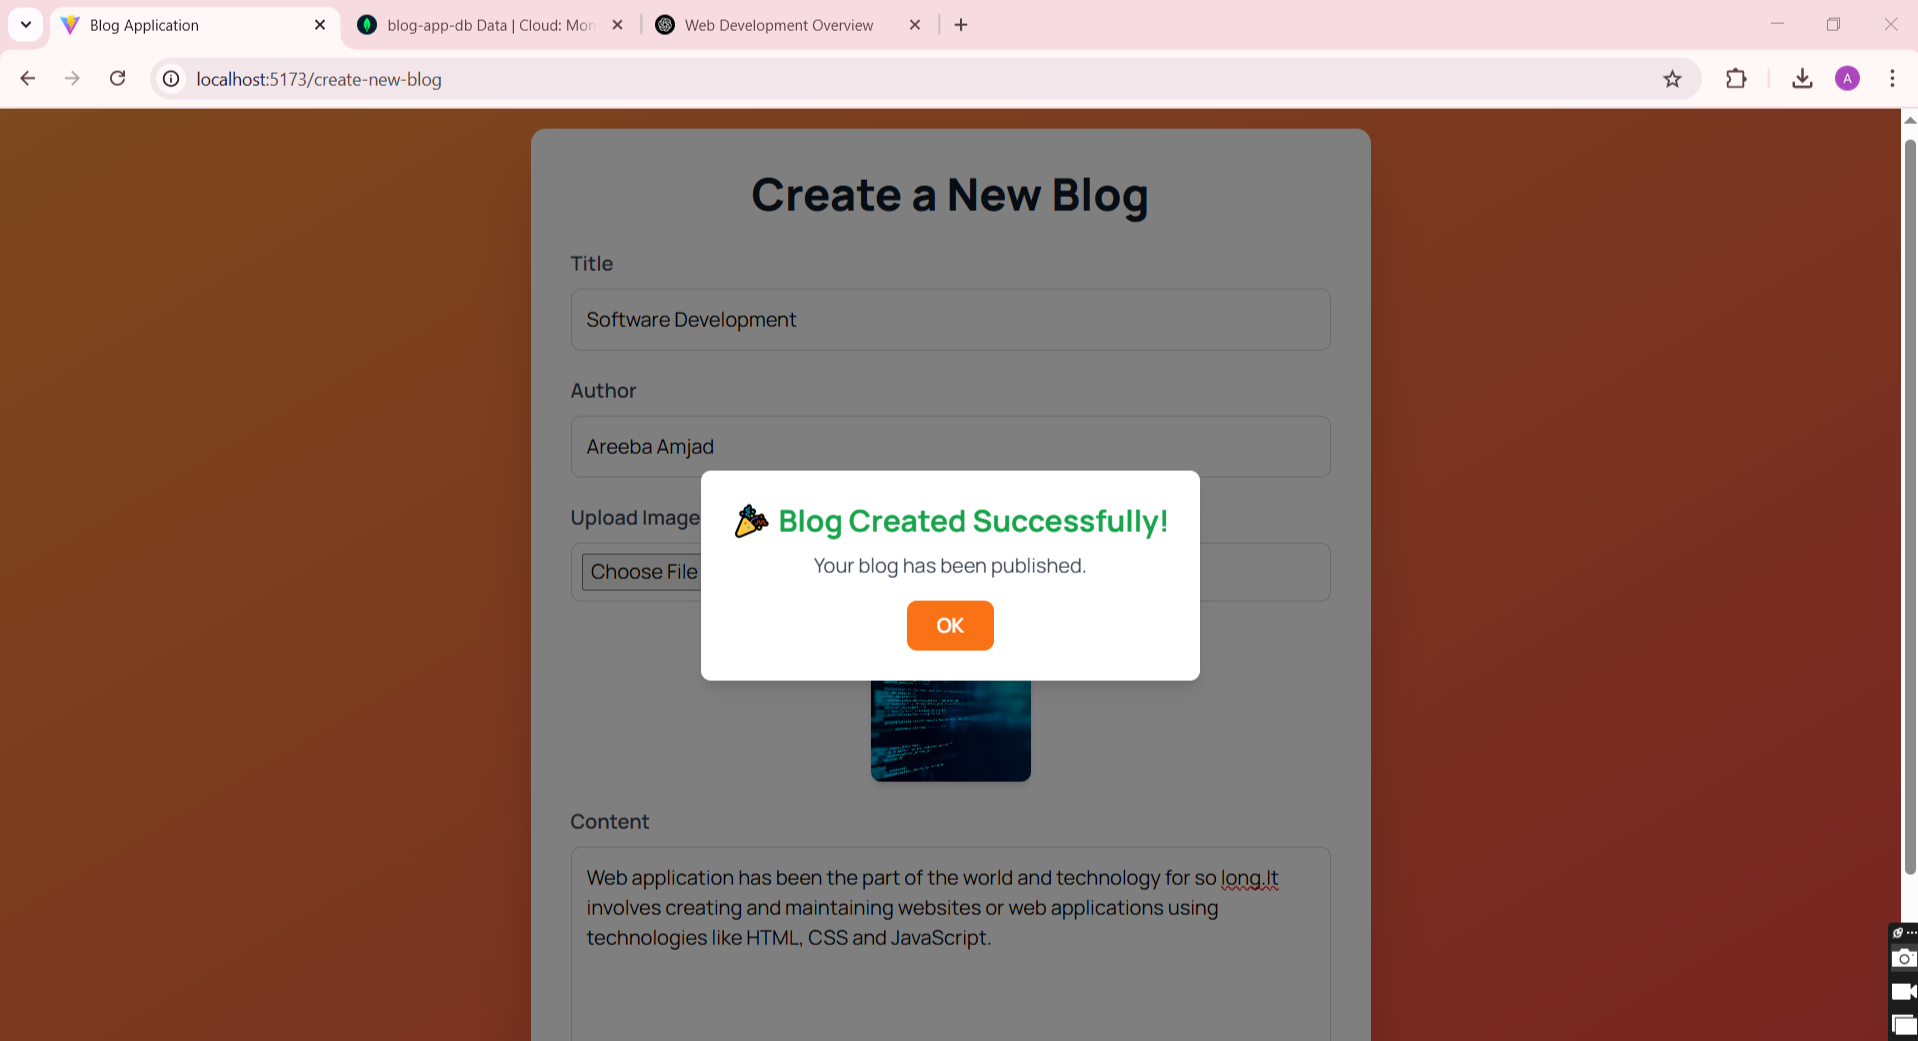 Blog Application
blog-app-db Data | Cloud: Mon
Web Development Overview
localhost:5173/create-new-blog
A
Create a New Blog
Title
Software Development
Author
Areeba Amjad
Upload Image
Choose File
🎉 Blog Created Successfully!
Your blog has been published.
OK
Content
Web application has been the part of the world and technology for so long.It
involves creating and maintaining websites or web applications using
technologies like HTML, CSS and JavaScript.